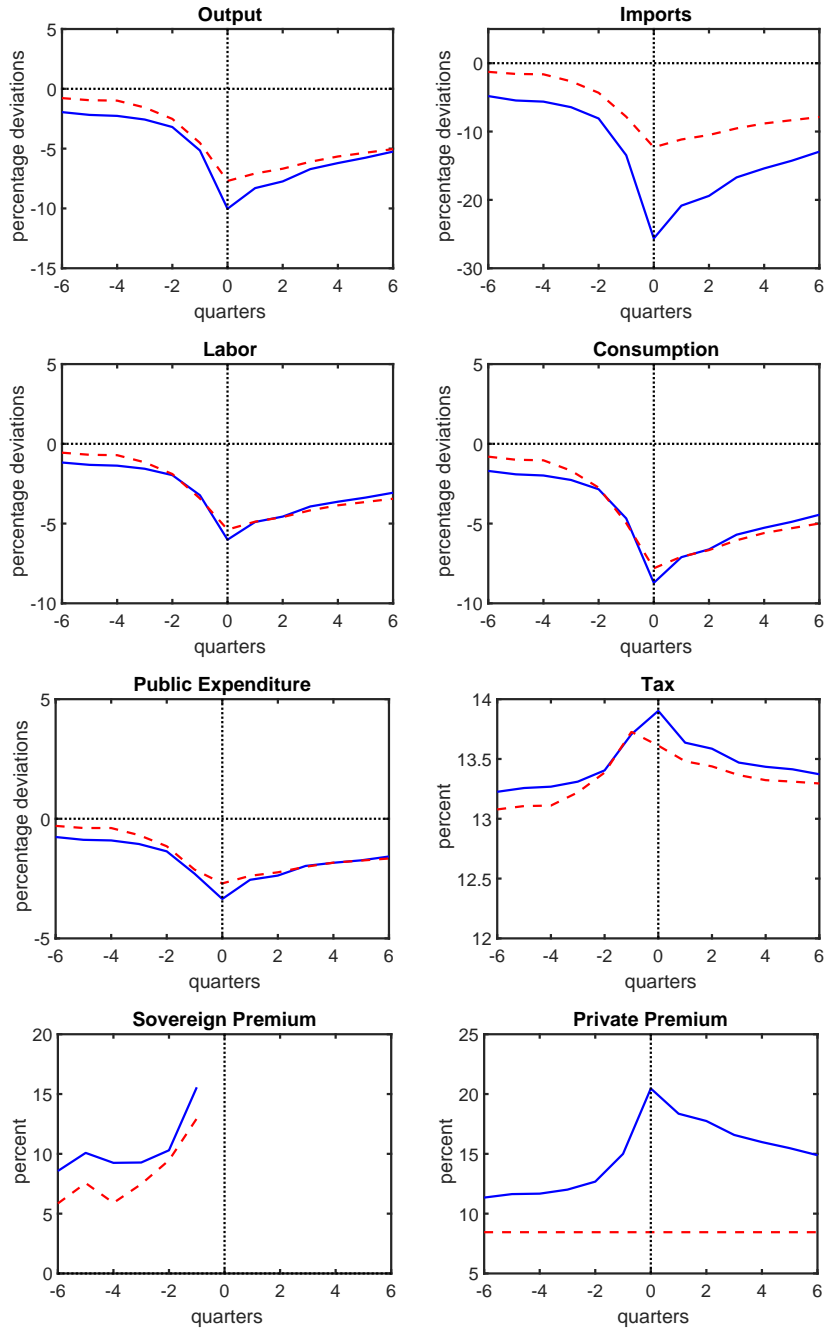 Output
percentage deviations
5
0
-5
-10
-15
-6 -4 -2 0 2 4 6
quarters
Imports
percentage deviations
0
-10
-20
-30
-6 -4 -2 0 2 4 6
quarters
Labor
percentage deviations
5
0
-5
-10
-6 -4 -2 0 2 4 6
quarters
Consumption
percentage deviations
5
0
-5
-10
-6 -4 -2 0 2 4 6
quarters
Public Expenditure
percentage deviations
5
0
-5
-6 -4 -2 0 2 4 6
quarters
Tax
percent
14
13.5
13
12.5
12
-6 -4 -2 0 2 4 6
quarters
Sovereign Premium
percent
20
15
10
5
0
-6 -4 -2 0 2 4 6
quarters
Private Premium
percent
25
20
15
10
5
-6 -4 -2 0 2 4 6
quarters